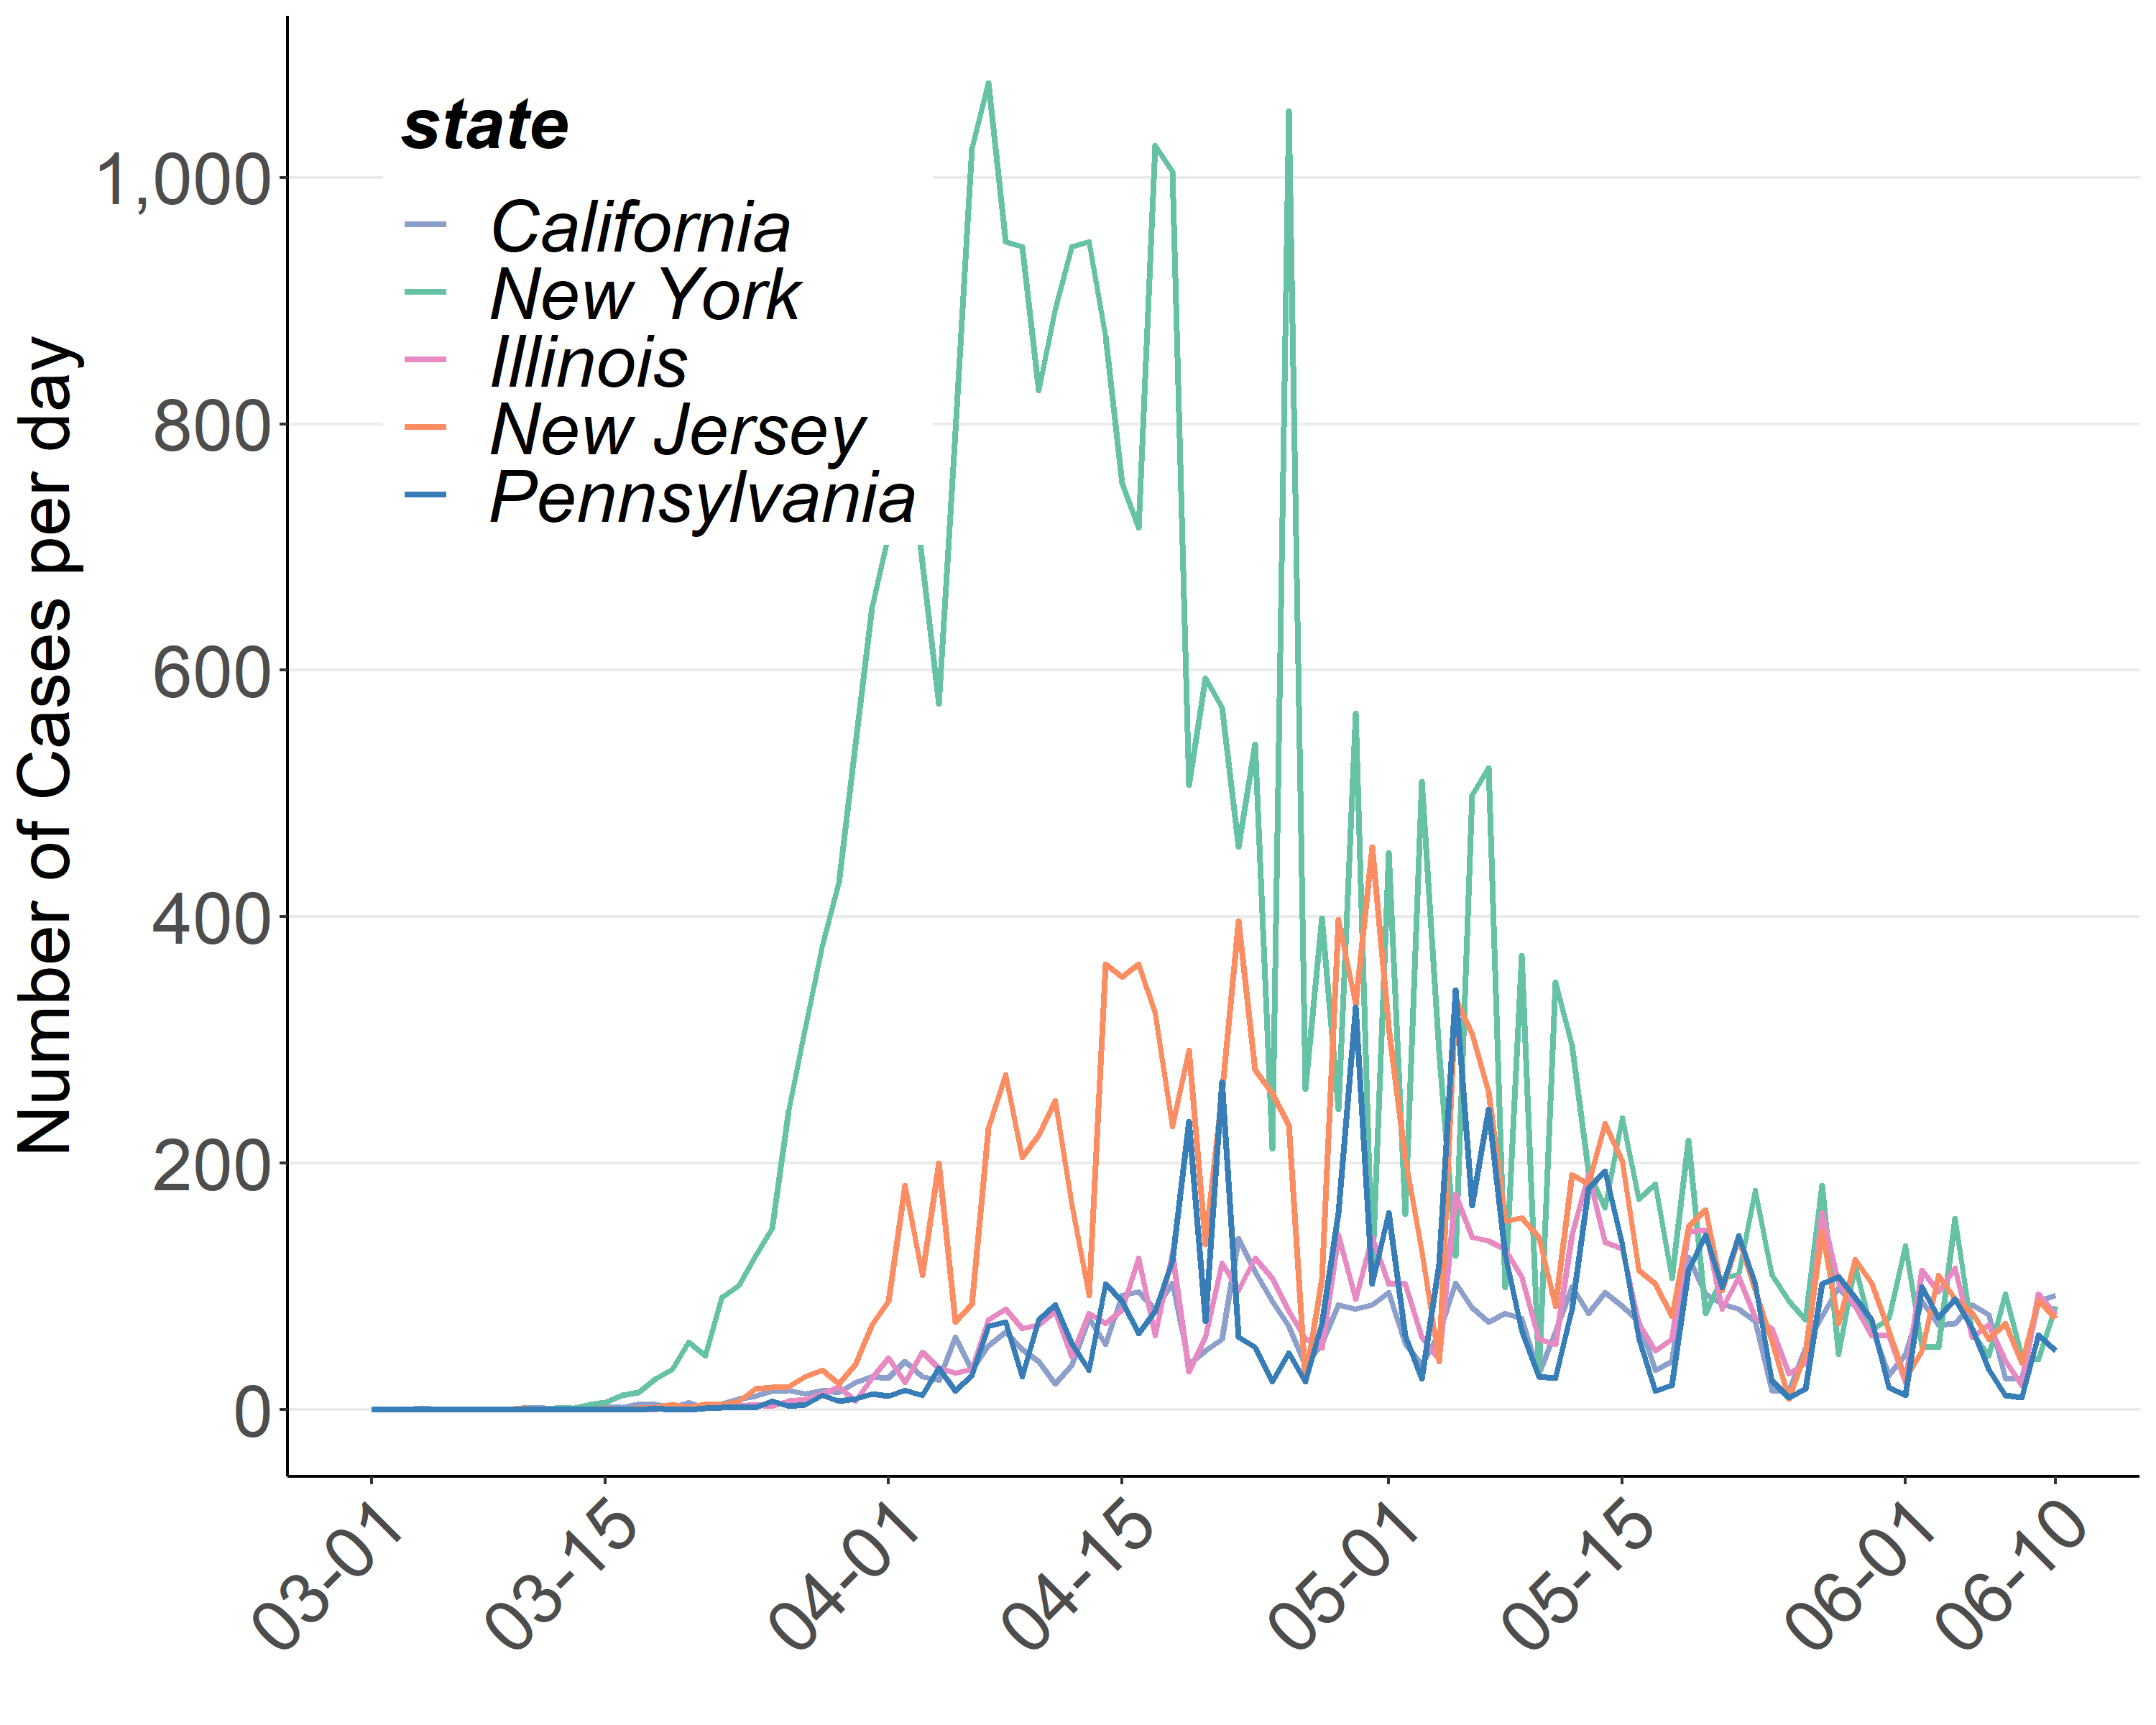 state
California
New York
Illinois
New Jersey
Pennsylvania
Number of Cases per day
1,000
800
600
400
200
0
03-01
03-15
04-01
04-15
05-01
05-15
06-01
06-10